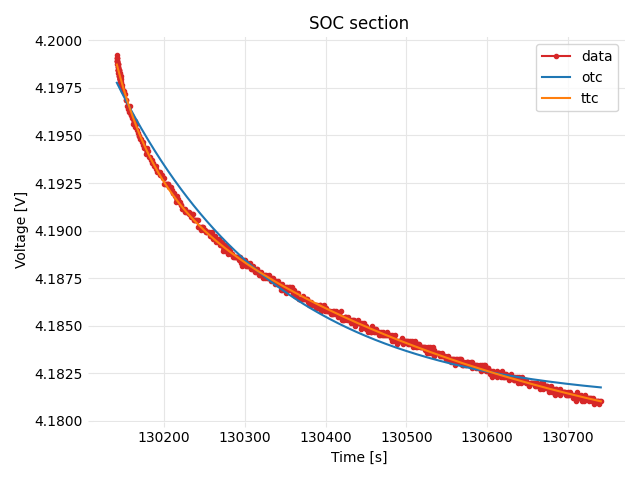 SOC section
4.2000
4.1975
4.1950
4.1925
4.1900
4.1875
4.1850
4.1825
4.1800
Voltage [V]
data
otc
ttc
130200 130300 130400 130500 130600 130700
Time [s]